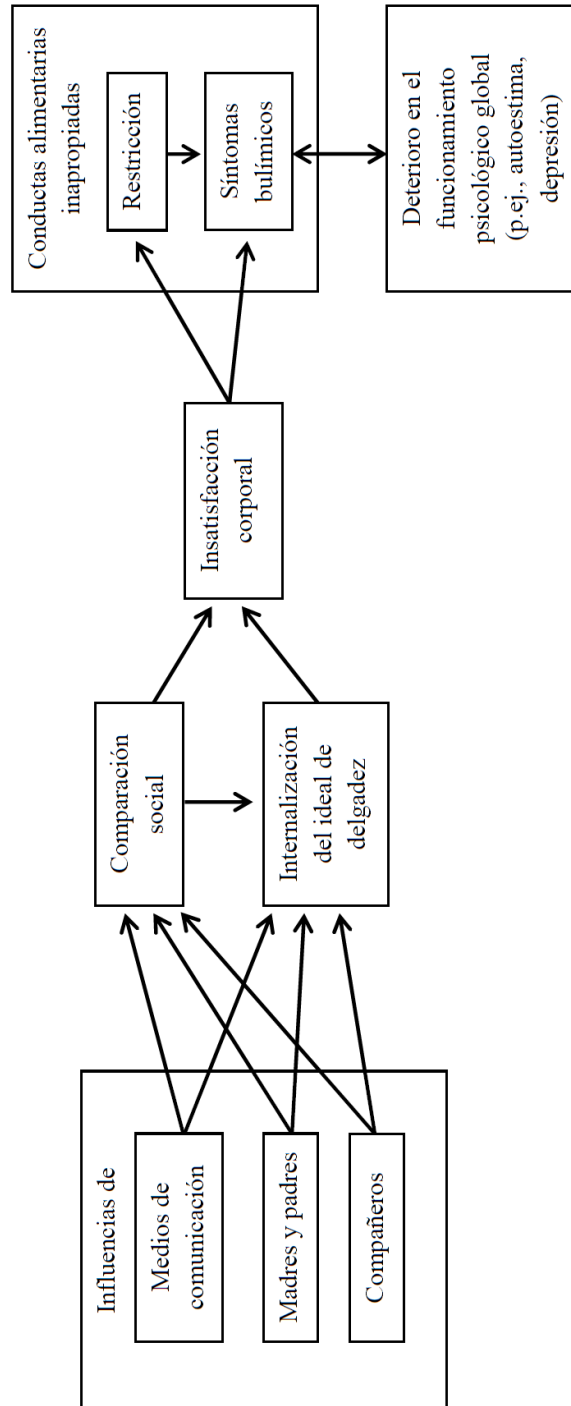 Influencias de
Medios de
comunicación
Madres y padres
Compañeros
Comparación
social
Internalización
del ideal de
delgadez
Insatisfacción
corporal
Conductas alimentarias
inapropiadas
Restricción
Síntomas
bulímicos
Deterioro en el
funcionamiento
psicológico global
(p.ej., autoestima,
depresión)